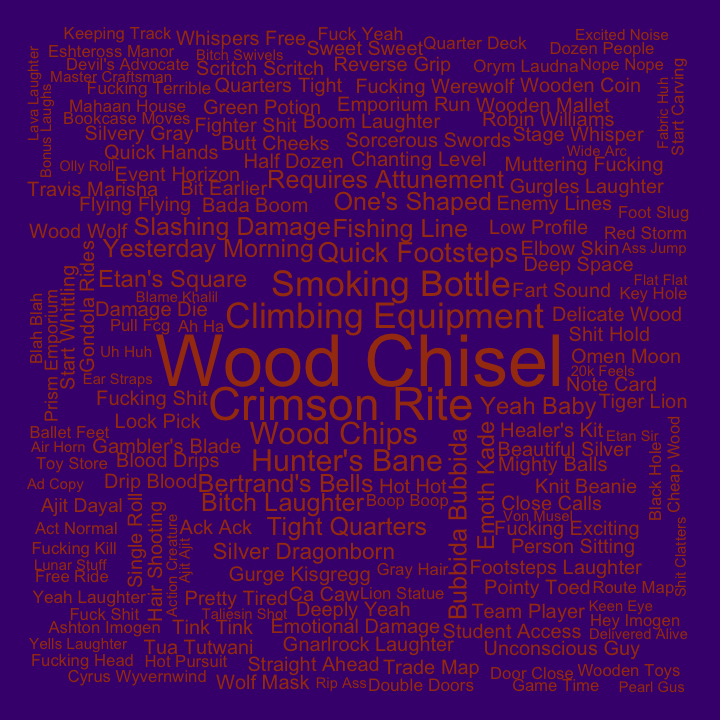 Keeping Track
Whispers Free
Fuck Yeah
Excited Noise
Eshteross Manor
Bitch Swivels
Sweet Sweet
Quarter Deck
Dozen People
Devil's Advocate
Scritch Scritch
Reverse Grip
Orym Laudna
Nope Nope
Master Craftsman
Fucking Terrible
Quarters Tight
Fucking Werewolf
Wooden Coin
Lava Laughter
Bonus Laughs
Mahaan House
Green Potion
Emporium Run
Wooden Mallet
Fabric Huh
Start Carving
Bookcase Moves
Fighter Shit
Boom Laughter
Robin Williams
Silvery Gray
Butt Cheeks
Sorcerous Swords
Stage Whisper
Quick Hands
Half Dozen
Chanting Level
Wide Arc
Olly Roll
Event Horizon
Requires Attunement
Muttering Fucking
Travis Marisha
Bit Earlier
Gurgles Laughter
Flying Flying
Bada Boom
One's Shaped
Enemy Lines
Foot Slug
Wood Wolf
Slashing Damage
Fishing Line
Low Profile
Red Storm
Yesterday Morning
Quick Footsteps
Elbow Skin
Ass Jump
Deep Space
Gondola Rides
Start Whittling
Etan's Square
Smoking Bottle
Fart Sound
Flat Flat
Key Hole
Blame Khalil
Damage Die
Climbing Equipment
Delicate Wood
Blah Blah
Prism Emporium
Pull Fcg
Ah Ha
Shit Hold
Uh Huh
Wood Chisel
Omen Moon
Ear Straps
20k Feels
Note Card
Fucking Shit
Crimson Rite
Yeah Baby
Tiger Lion
Lock Pick
Wood Chips
Healer's Kit
Etan Sir
Ballet Feet
Air Horn
Gambler's Blade
Bubbida Bubbida
Emoth Kade
Beautiful Silver
Black Hole
Cheap Wood
Toy Store
Blood Drips
Hunter's Bane
Mighty Balls
Ad Copy
Drip Blood
Bertrand's Bells
Hot Hot
Knit Beanie
Ajit Dayal
Single Roll
Hair Shooting
Bitch Laughter
Boop Boop
Close Calls
Von Musel
Act Normal
Action Creature
Ajit Ajit
Ack Ack
Tight Quarters
Fucking Exciting
Shit Clatters
Fucking Kill
Silver Dragonborn
Person Sitting
Lunar Stuff
Free Ride
Gurge Kisgregg
Gray Hair
Footsteps Laughter
Yeah Laughter
Pretty Tired
Ca Caw
Lion Statue
Pointy Toed
Route Map
Fuck Shit
Taliesin Shot
Deeply Yeah
Team Player
Keen Eye
Ashton Imogen
Tink Tink
Emotional Damage
Student Access
Hey Imogen
Delivered Alive
Yells Laughter
Tua Tutwani
Gnarlrock Laughter
Unconscious Guy
Fucking Head
Hot Pursuit
Straight Ahead
Trade Map
Door Close
Wooden Toys
Cyrus Wyvernwind
Wolf Mask
Rip Ass
Double Doors
Game Time
Pearl Gus